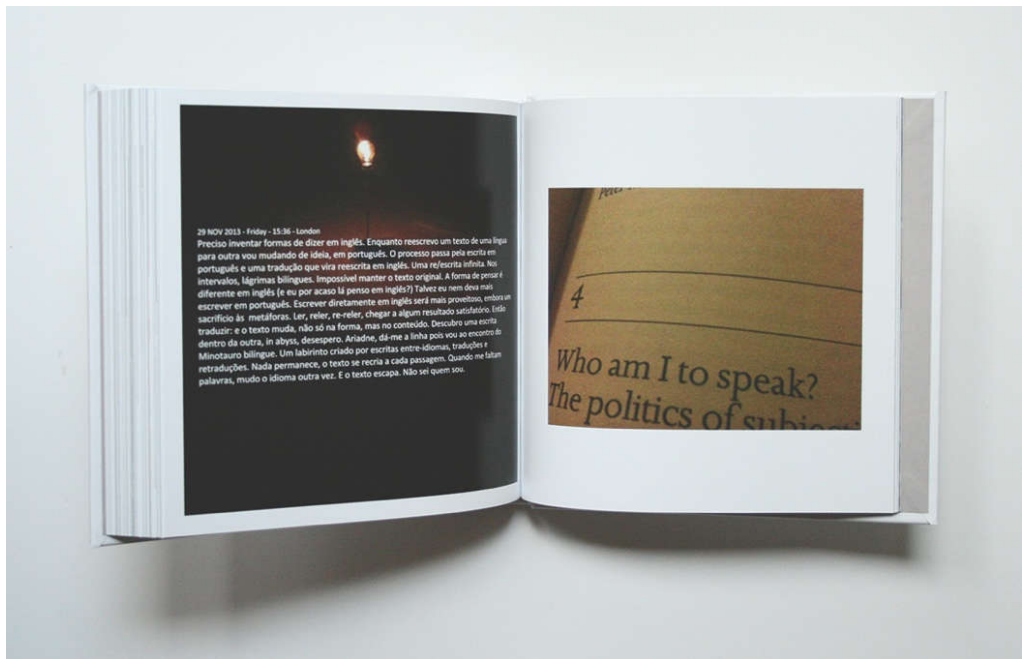 29 NOV 2013 - Friday - 15:36 - London
Preciso inventar formas de dizer em inglês. Enquanto reescrevo um texto de uma língua
para outra vou mudando de ideia, em português. O processo passa pela escrita em
português e uma tradução que vira reescrita em inglês. Uma re/escrita infinita. Nos
intervalos, lágrimas bilíngues. Impossível manter o texto original. A forma de pensar é
diferente em inglês (e eu por acaso lá penso em inglês?) Talvez eu nem deva mais
escrever em português. Escrever diretamente em inglês será mais proveitoso, embora um
sacrifício às metáforas. Ler, reler, re-reler, chegar a algum resultado satisfatório. Então
traduzir: e o texto muda, não só na forma, mas no conteúdo. Descubro uma escrita
dentro da outra, in abyss, desespero. Ariadne, dá-me a linha pois vou ao encontro do
Minotauro bilíngue. Um labirinto criado por escritas entre-idiomas, traduções e
retraduções. Nada permanece, o texto se recria a cada passagem. Quando me faltam
palavras, mudo o idioma outra vez. E o texto escapa. Não sei quem sou.
Peter
4
Who am I to speak?
The politics of